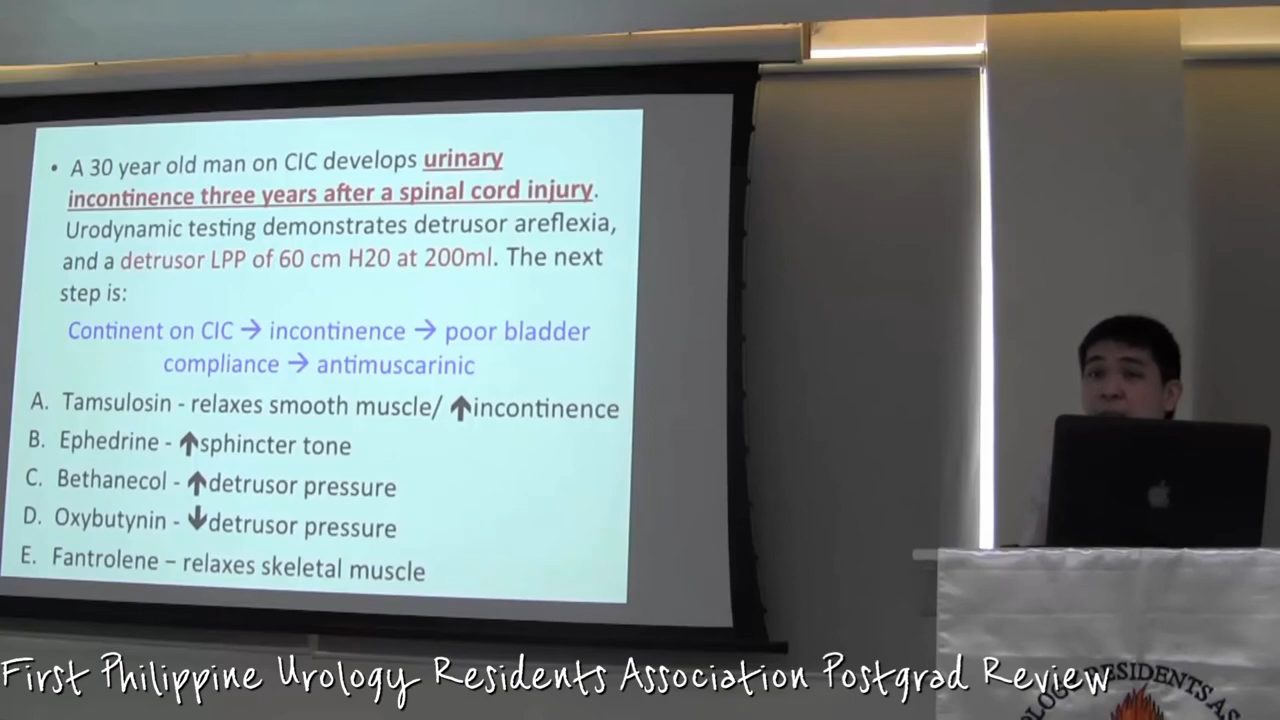 • A 30 year old man on CIC develops urinary
incontinence three years after a spinal cord injury.
Urodynamic testing demonstrates detrusor areflexia,
and a detrusor LPP of 60 cm H20 at 200ml. The next
step is:
Continent on CIC → incontinence → poor bladder
compliance → antimuscarinic
A. Tamsulosin - relaxes smooth muscle/ ↑incontinence
B. Ephedrine - ↑sphincter tone
C. Bethanecol - ↑detrusor pressure
D. Oxybutynin - ↓detrusor pressure
E. Fantrolene – relaxes skeletal muscle
First Philippine Urology Residents Association Postgrad Review
RESIDENTS